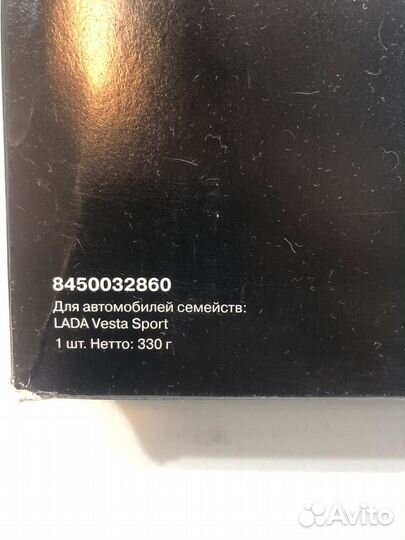 8450032860
Для автомобилей семейств:
LADA Vesta Sport
1 шт. Нетто: 330 г
Avito